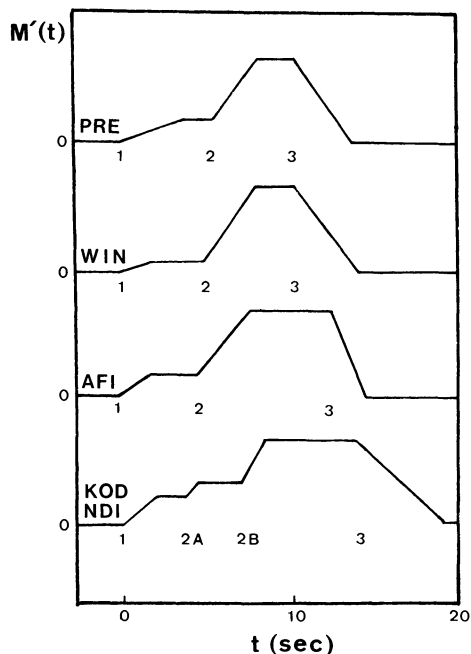 M´(t)
PRE
0
1 2 3
WIN
0
1 2 3
AFI
0
1 2 3
KOD
NDI
0
1 2A 2B 3
0 10 20
t (sec)